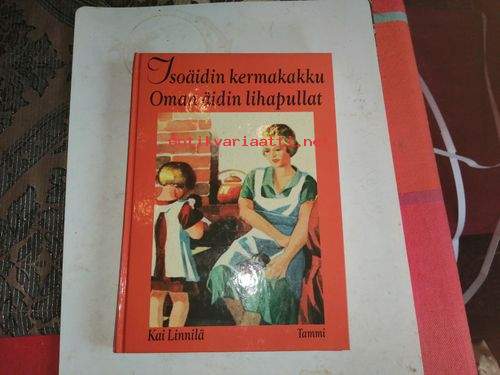 Isoäidin kermakakku
Oman äidin lihapullat
antikvariaatti.net
Kai Linnilä
Tammi